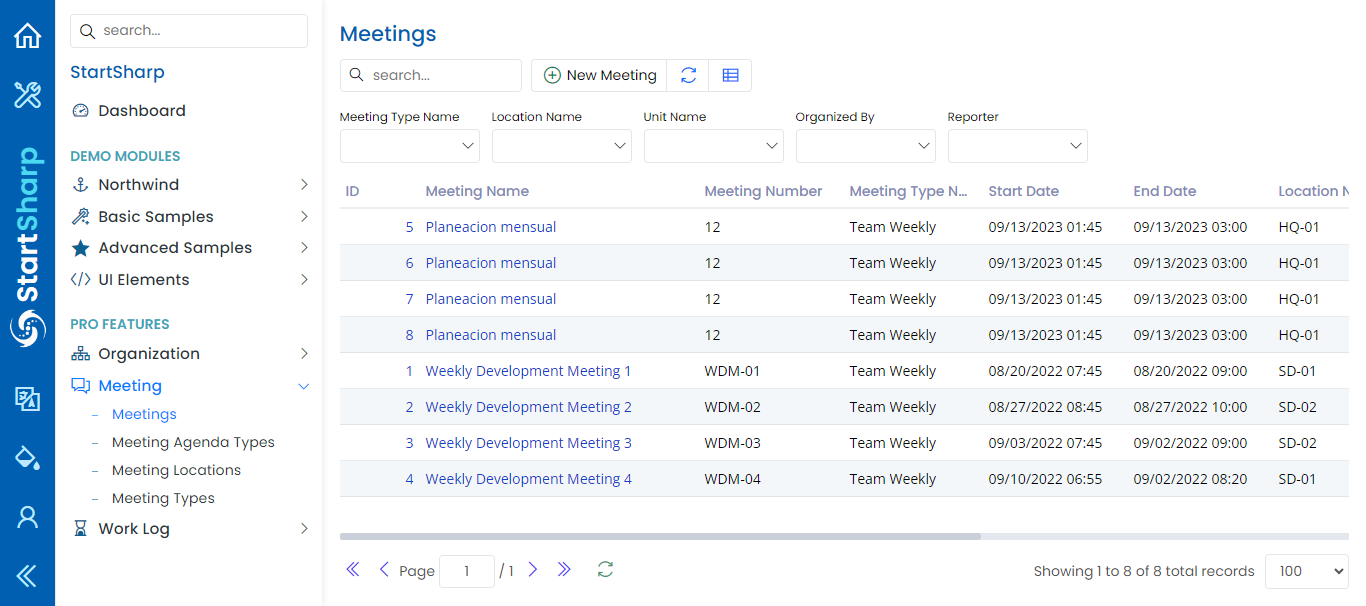 StartSharp
search...
StartSharp
Dashboard
DEMO MODULES
Northwind
Basic Samples
Advanced Samples
UI Elements
PRO FEATURES
Organization
Meeting
– Meetings
– Meeting Agenda Types
– Meeting Locations
– Meeting Types
Work Log
Meetings
search... New Meeting
Meeting Type Name Location Name Unit Name Organized By Reporter
ID Meeting Name Meeting Number Meeting Type N... Start Date End Date Location N
5 Planeacion mensual 12 Team Weekly 09/13/2023 01:45 09/13/2023 03:00 HQ-01
6 Planeacion mensual 12 Team Weekly 09/13/2023 01:45 09/13/2023 03:00 HQ-01
7 Planeacion mensual 12 Team Weekly 09/13/2023 01:45 09/13/2023 03:00 HQ-01
8 Planeacion mensual 12 Team Weekly 09/13/2023 01:45 09/13/2023 03:00 HQ-01
1 Weekly Development Meeting 1 WDM-01 Team Weekly 08/20/2022 07:45 08/20/2022 09:00 SD-01
2 Weekly Development Meeting 2 WDM-02 Team Weekly 08/27/2022 08:45 08/27/2022 10:00 SD-02
3 Weekly Development Meeting 3 WDM-03 Team Weekly 09/03/2022 07:45 09/02/2022 09:00 SD-02
4 Weekly Development Meeting 4 WDM-04 Team Weekly 09/10/2022 06:55 09/02/2022 08:20 SD-01
Page 1 / 1 Showing 1 to 8 of 8 total records 100